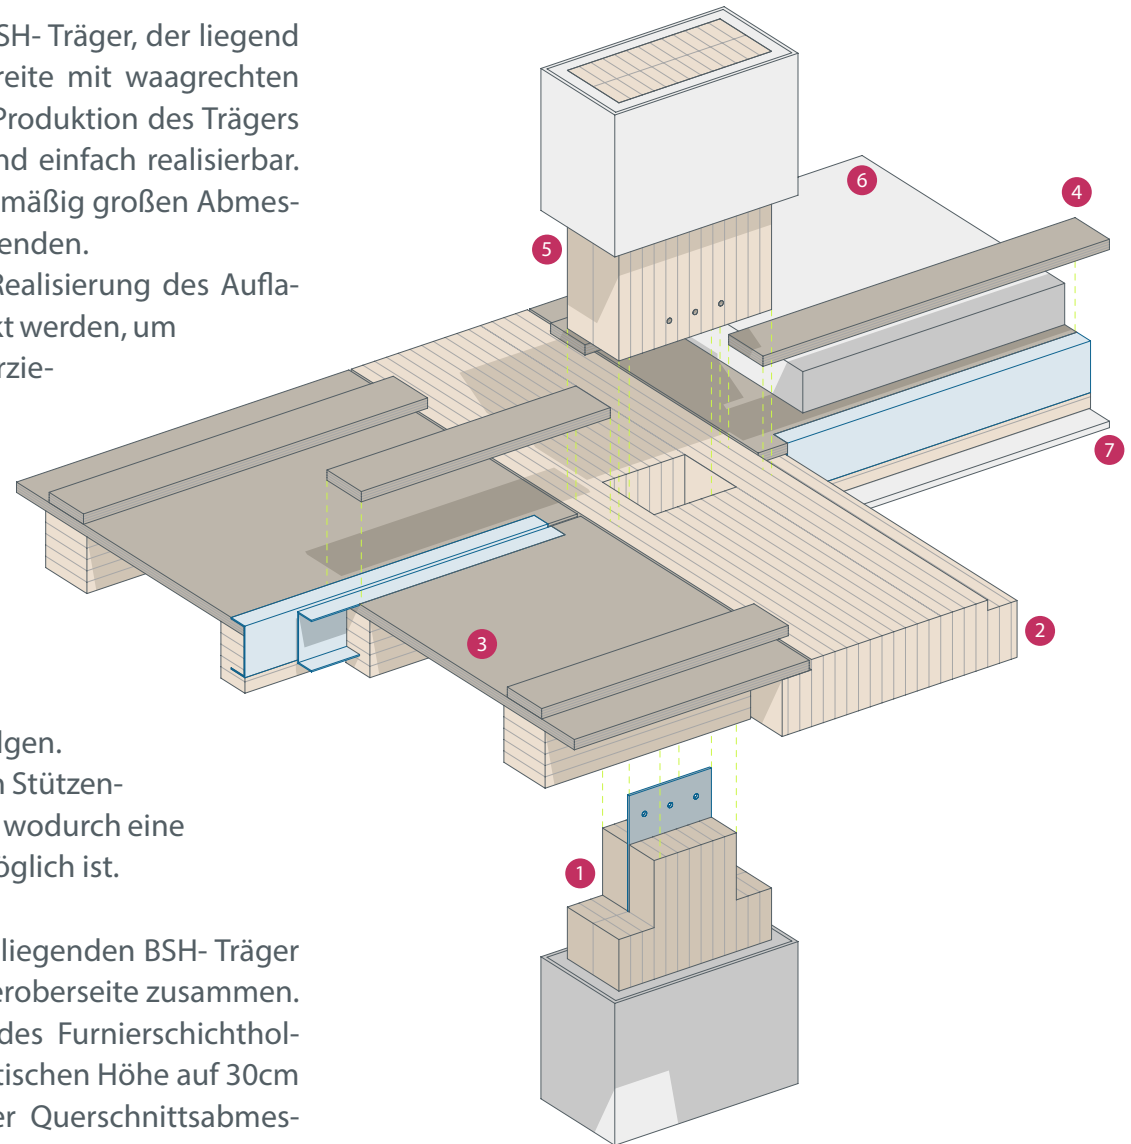 SH- Träger, der liegend
reite mit waagrechten
Produktion des Trägers
nd einfach realisierbar.
mäßig großen Abmes-
enden.
Realisierung des Aufla-
kt werden, um
rzie-
lgen.
n Stützen-
wodurch eine
öglich ist.
liegenden BSH- Träger
eroberseite zusammen.
des Furnierschichthol-
tischen Höhe auf 30cm
er Querschnittsabmes-
6
4
5
7
2
3
1